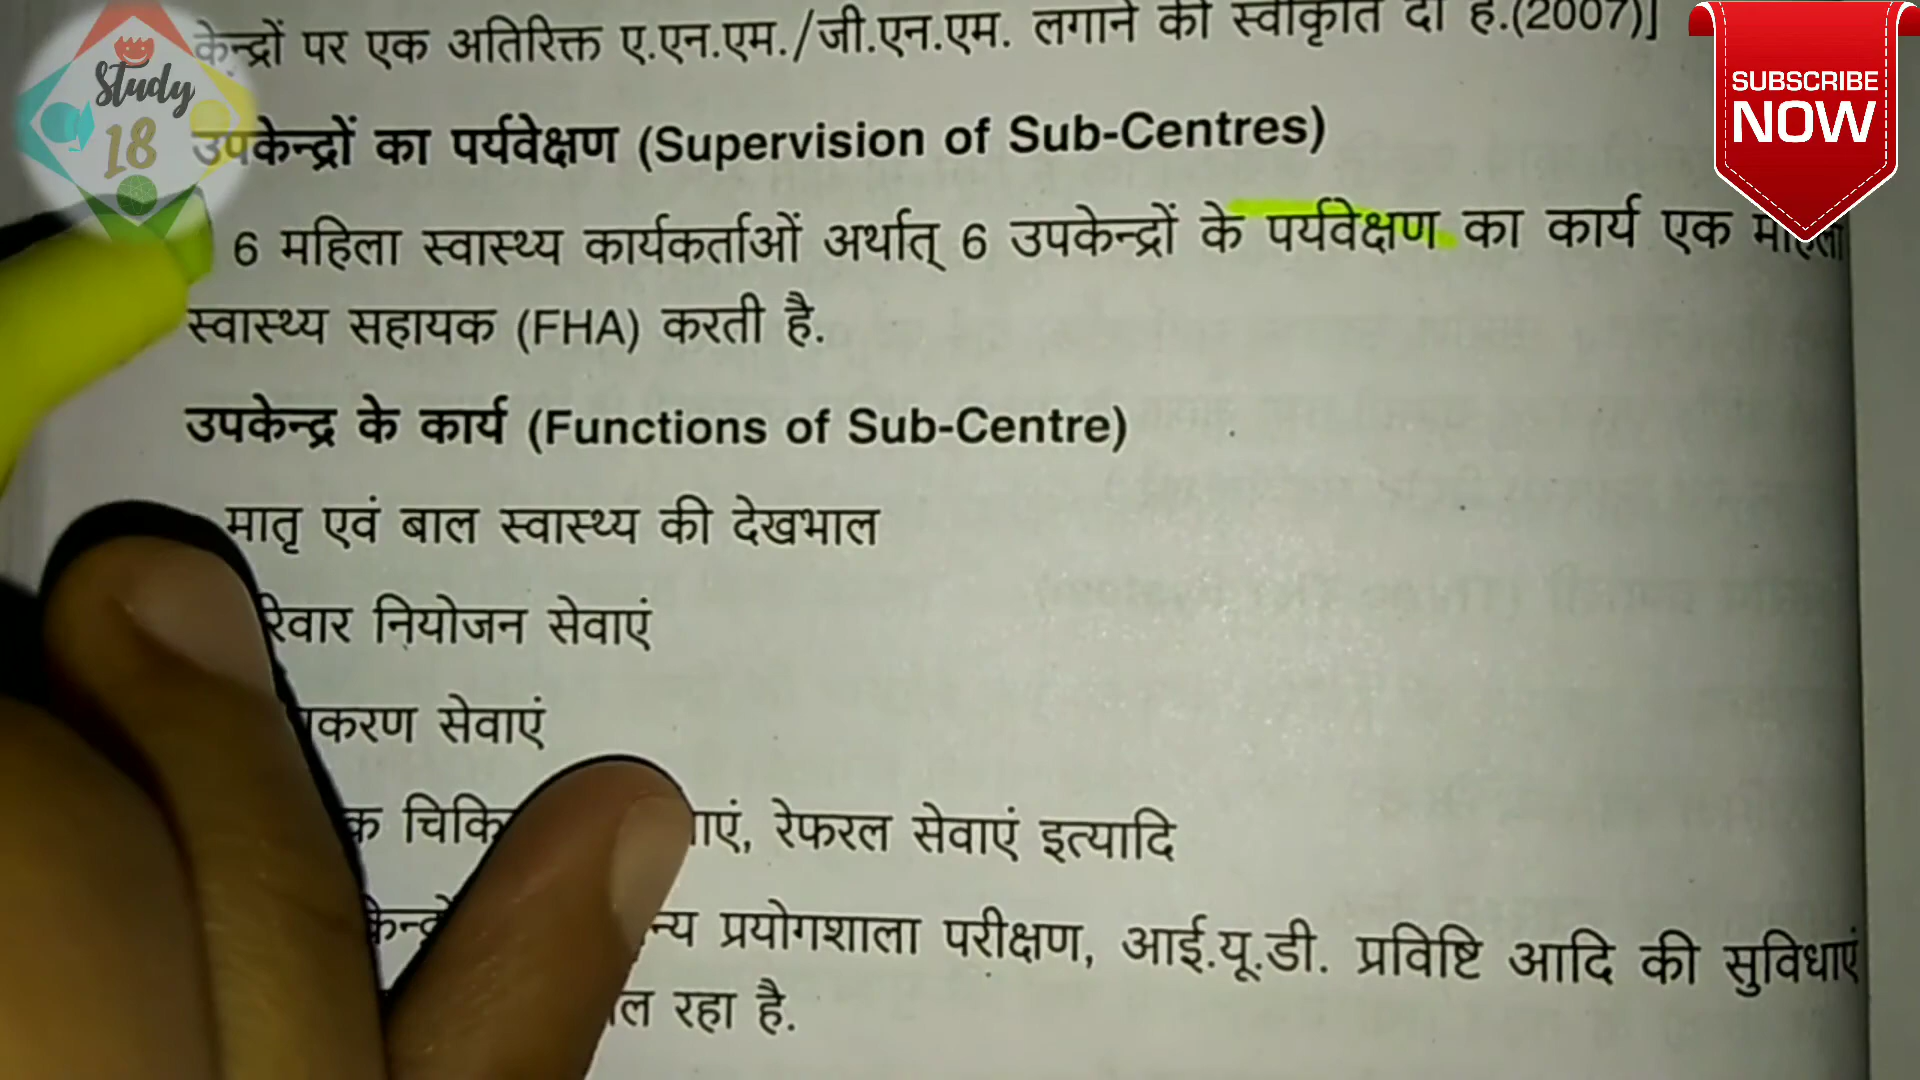 केन्द्रों पर एक अतिरिक्त ए.एन.एम./जी.एन.एम. लगाने की स्वीकृति दी है.(2007)]
SUBSCRIBE
NOW
Study
18
उपकेन्द्रों का पर्यवेक्षण (Supervision of Sub-Centres)
6 महिला स्वास्थ्य कार्यकर्ताओं अर्थात् 6 उपकेन्द्रों के पर्यवेक्षण का कार्य एक महिला
स्वास्थ्य सहायक (FHA) करती है.
उपकेन्द्र के कार्य (Functions of Sub-Centre)
मातृ एवं बाल स्वास्थ्य की देखभाल
नियोजन सेवाएं
सेवाएं
रेफरल सेवाएं इत्यादि
प्रयोगशाला परीक्षण, आई.यू.डी. प्रविष्टि आदि की सुविधाएं
रहा है.